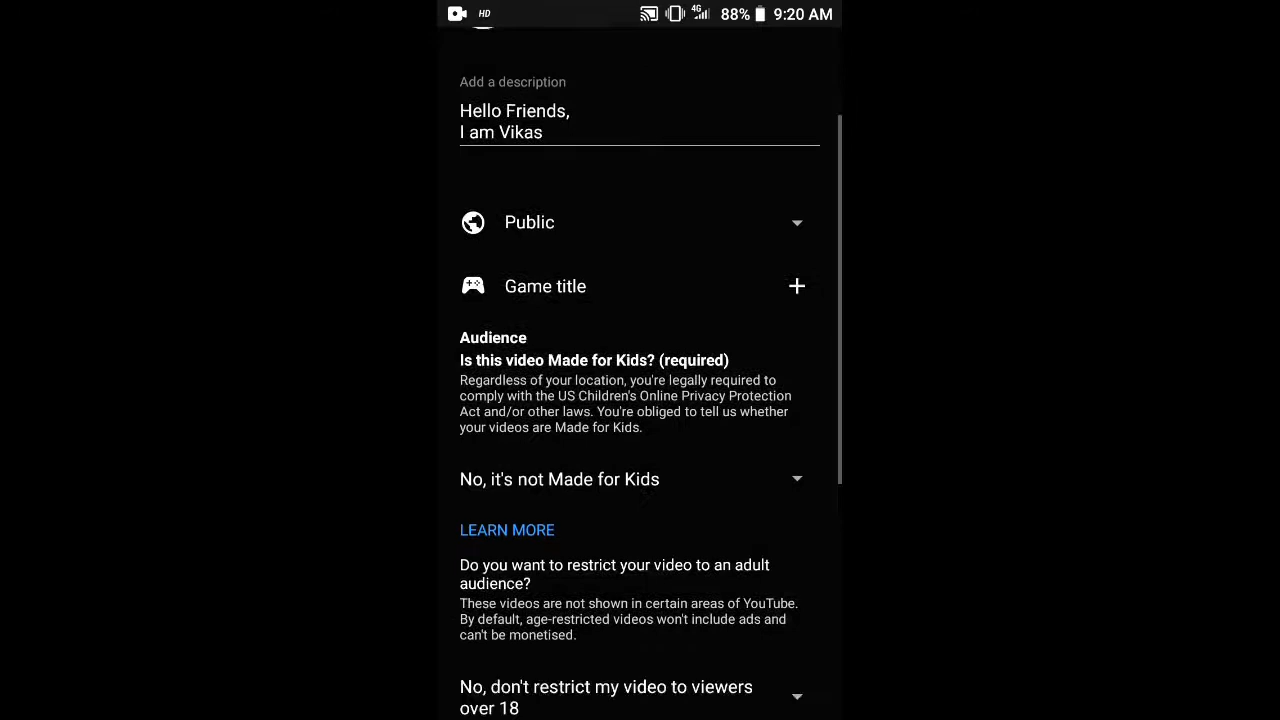 HD 4G 88% 9:20 AM
Add a description
Hello Friends,
I am Vikas
Public
Game title
Audience
Is this video Made for Kids? (required)
Regardless of your location, you're legally required to
comply with the US Children's Online Privacy Protection
Act and/or other laws. You're obliged to tell us whether
your videos are Made for Kids.
No, it's not Made for Kids
LEARN MORE
Do you want to restrict your video to an adult
audience?
These videos are not shown in certain areas of YouTube.
By default, age-restricted videos won't include ads and
can't be monetised.
No, don't restrict my video to viewers
over 18